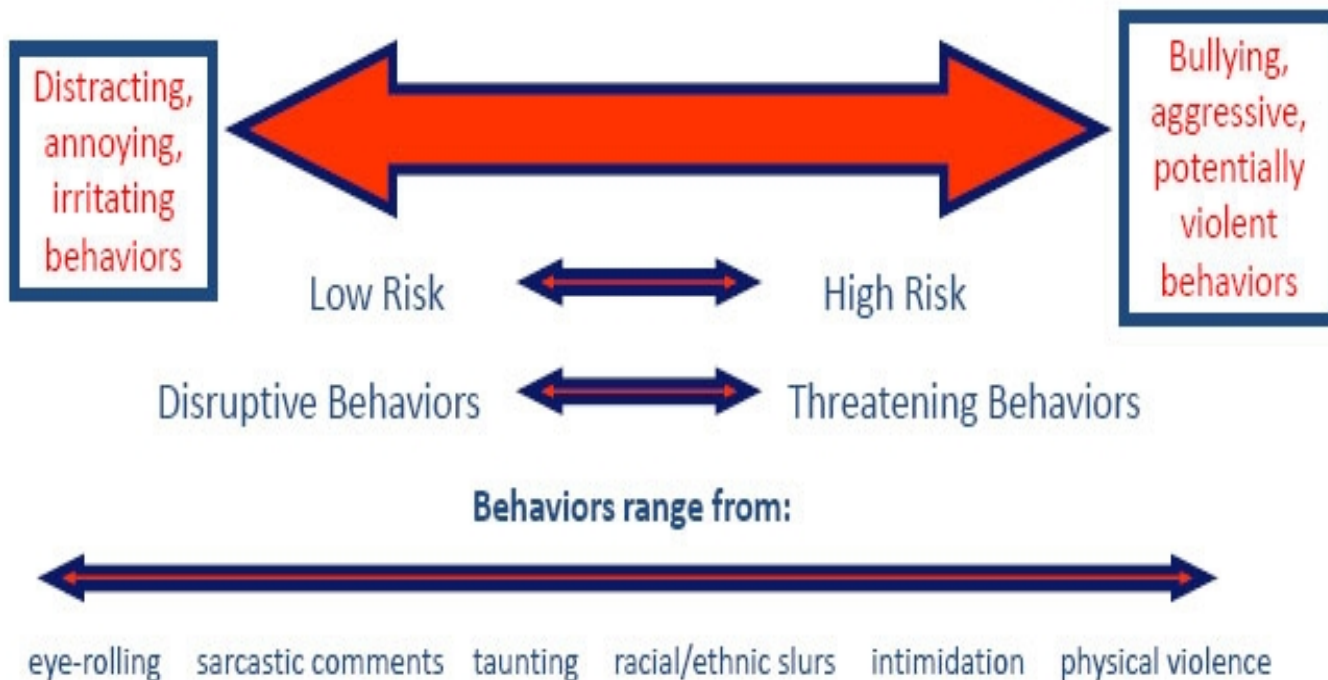 Distracting,
annoying,
irritating
behaviors
Bullying,
aggressive,
potentially
violent
behaviors
Low Risk High Risk
Disruptive Behaviors Threatening Behaviors
Behaviors range from:
eye-rolling sarcastic comments taunting racial/ethnic slurs intimidation physical violence